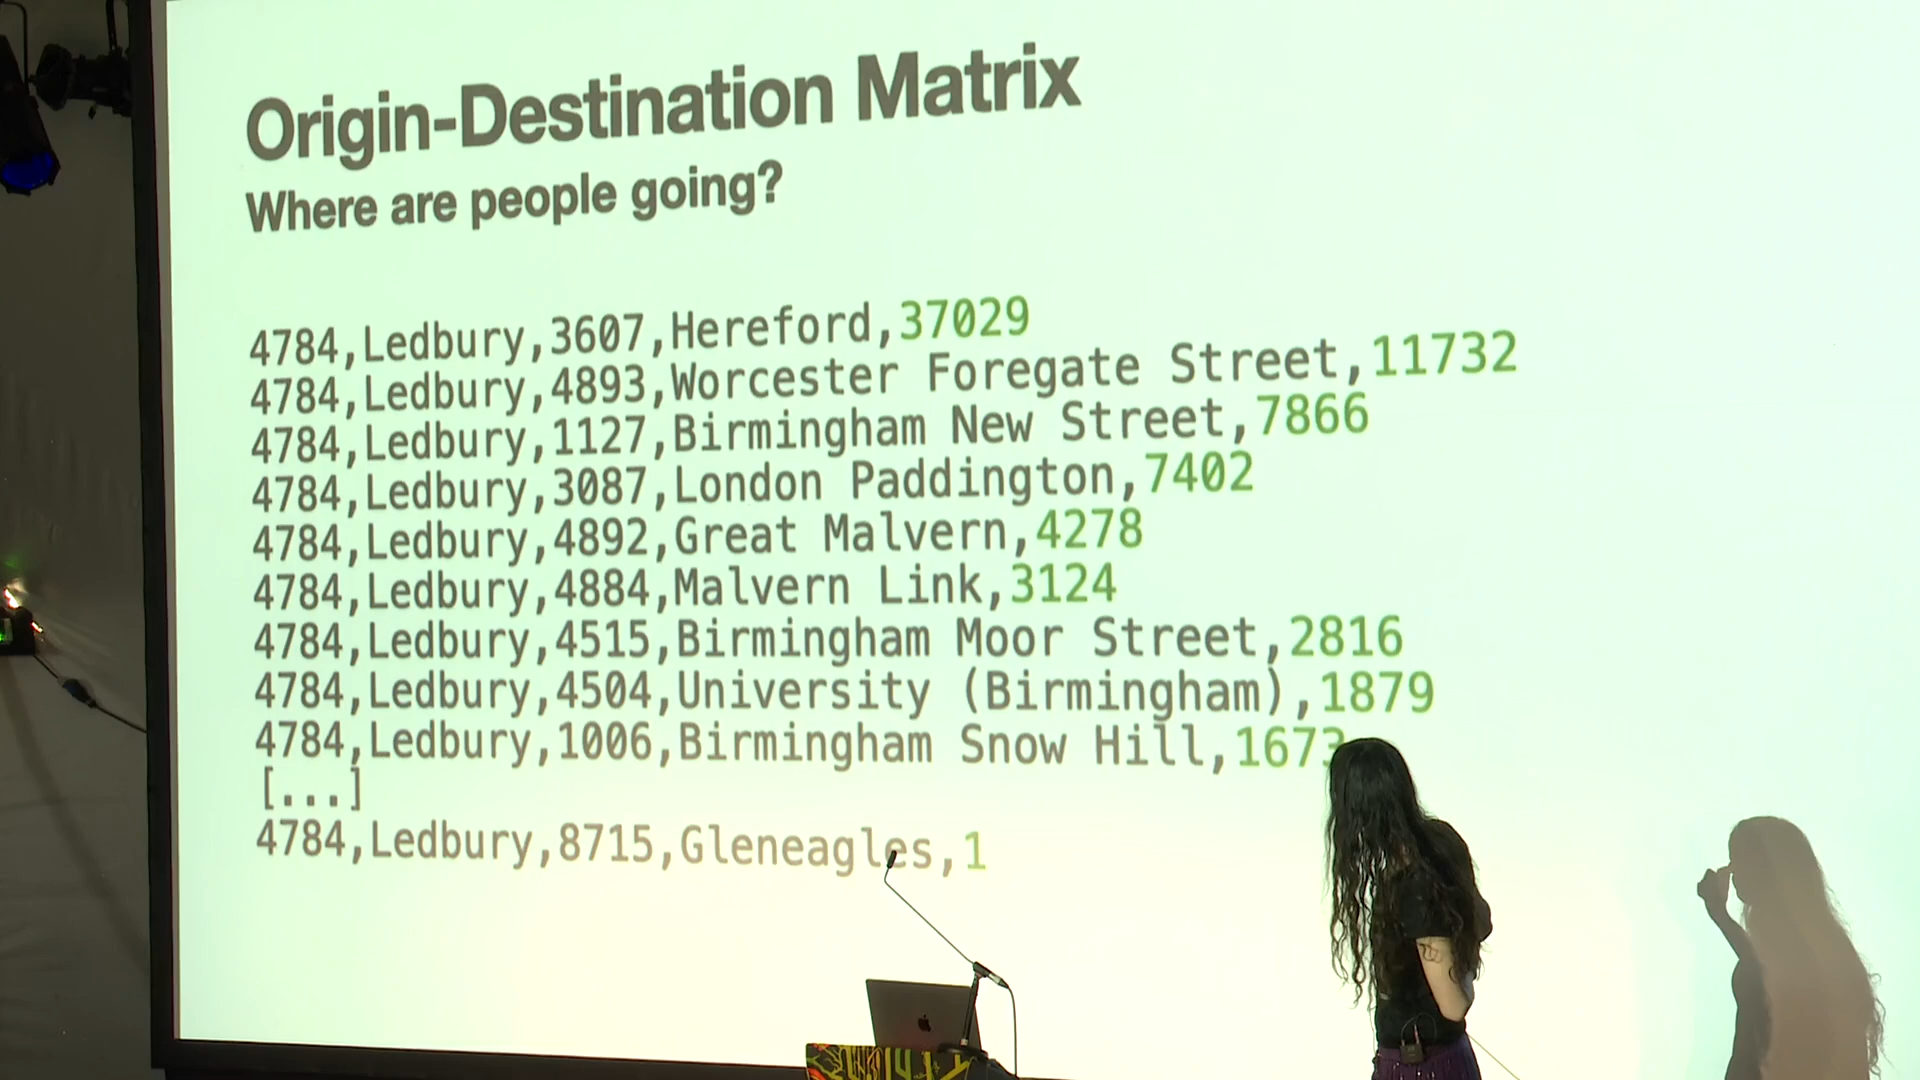 Origin-Destination Matrix
Where are people going?
4784,Ledbury,3607,Hereford,37029
4784,Ledbury,4893,Worcester Foregate Street,11732
4784,Ledbury,1127,Birmingham New Street,7866
4784,Ledbury,3087,London Paddington,7402
4784,Ledbury,4892,Great Malvern,4278
4784,Ledbury,4884,Malvern Link,3124
4784,Ledbury,4515,Birmingham Moor Street,2816
4784,Ledbury,4504,University (Birmingham),1879
4784,Ledbury,1006,Birmingham Snow Hill,1673
[...]
4784,Ledbury,8715,Gleneagles,1